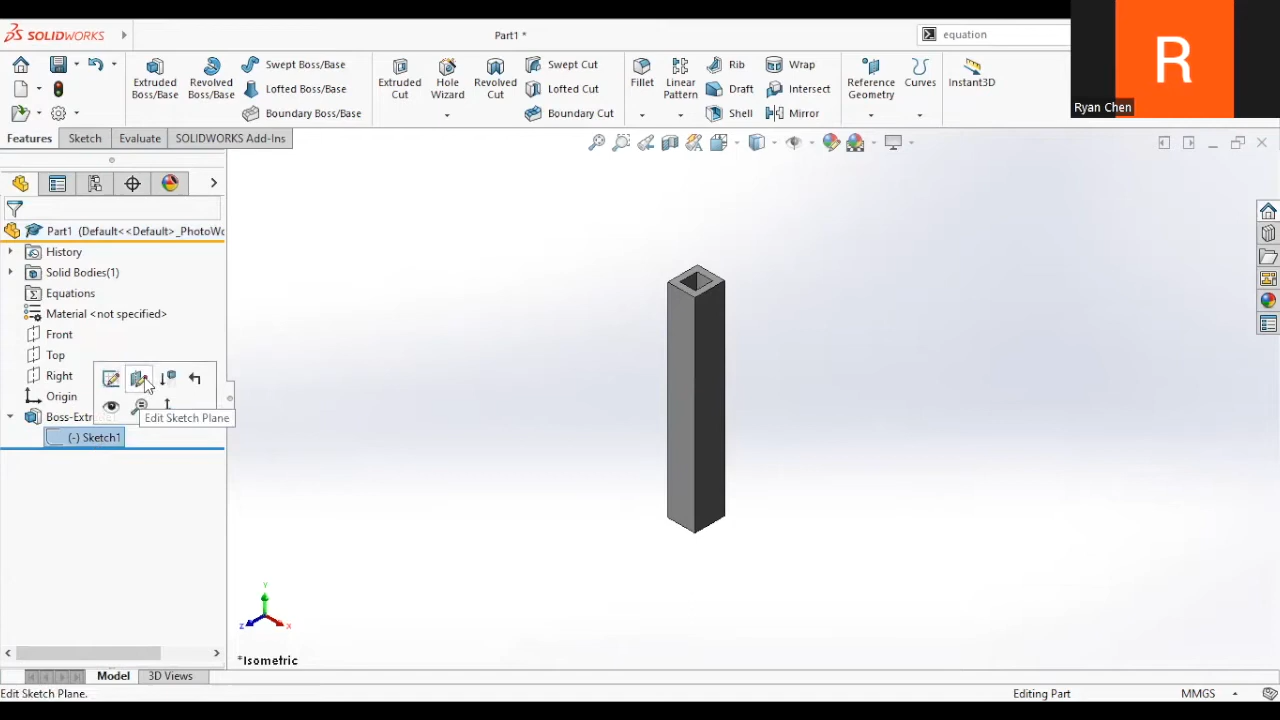 SOLIDWORKS
Part1 *
equation
R
Ryan Chen
Extruded Boss/Base
Revolved Boss/Base
Swept Boss/Base
Lofted Boss/Base
Boundary Boss/Base
Extruded Cut
Hole Wizard
Revolved Cut
Swept Cut
Lofted Cut
Boundary Cut
Fillet
Linear Pattern
Rib
Draft
Shell
Wrap
Intersect
Mirror
Reference Geometry
Curves
Instant3D
Features
Sketch
Evaluate
SOLIDWORKS Add-Ins
Part1 (Default<<Default>_PhotoWo
History
Solid Bodies(1)
Equations
Material <not specified>
Front
Top
Right
Origin
Boss-Extr
Edit Sketch Plane
(-) Sketch1
Y
Z
X
*Isometric
Model
3D Views
Edit Sketch Plane.
Editing Part
MMGS